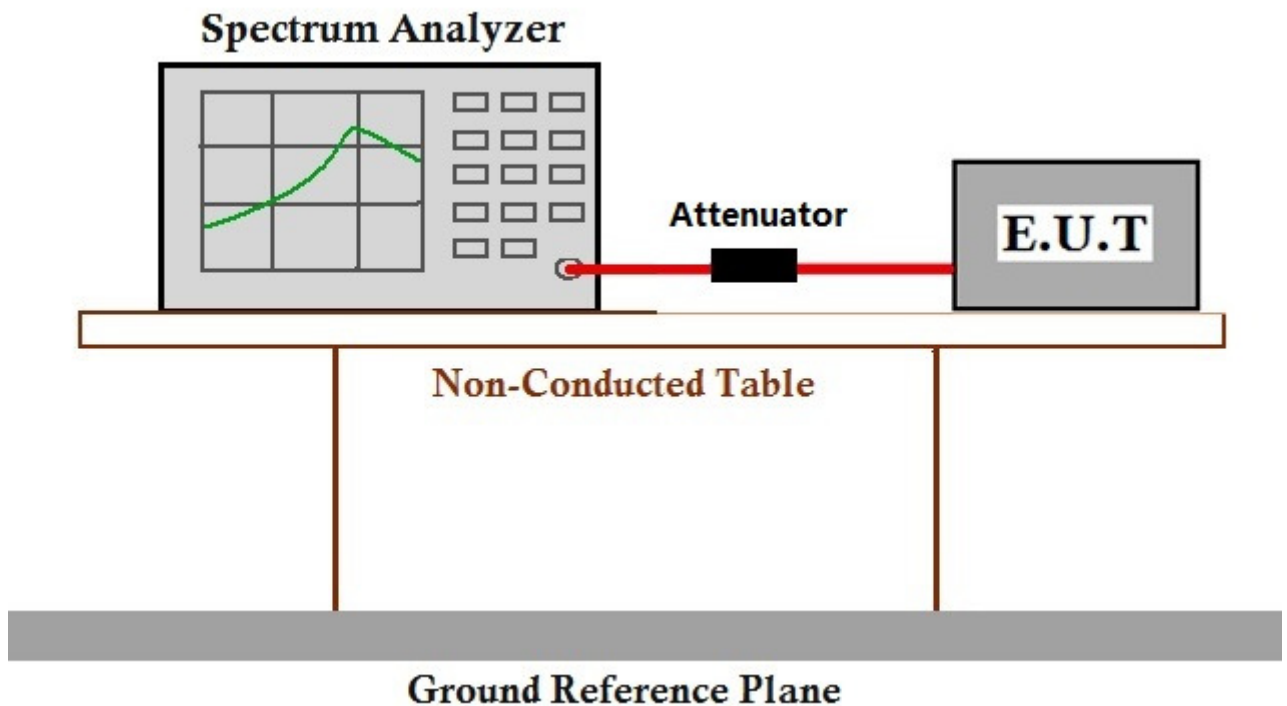 Spectrum Analyzer
Attenuator
E.U.T
Non-Conducted Table
Ground Reference Plane